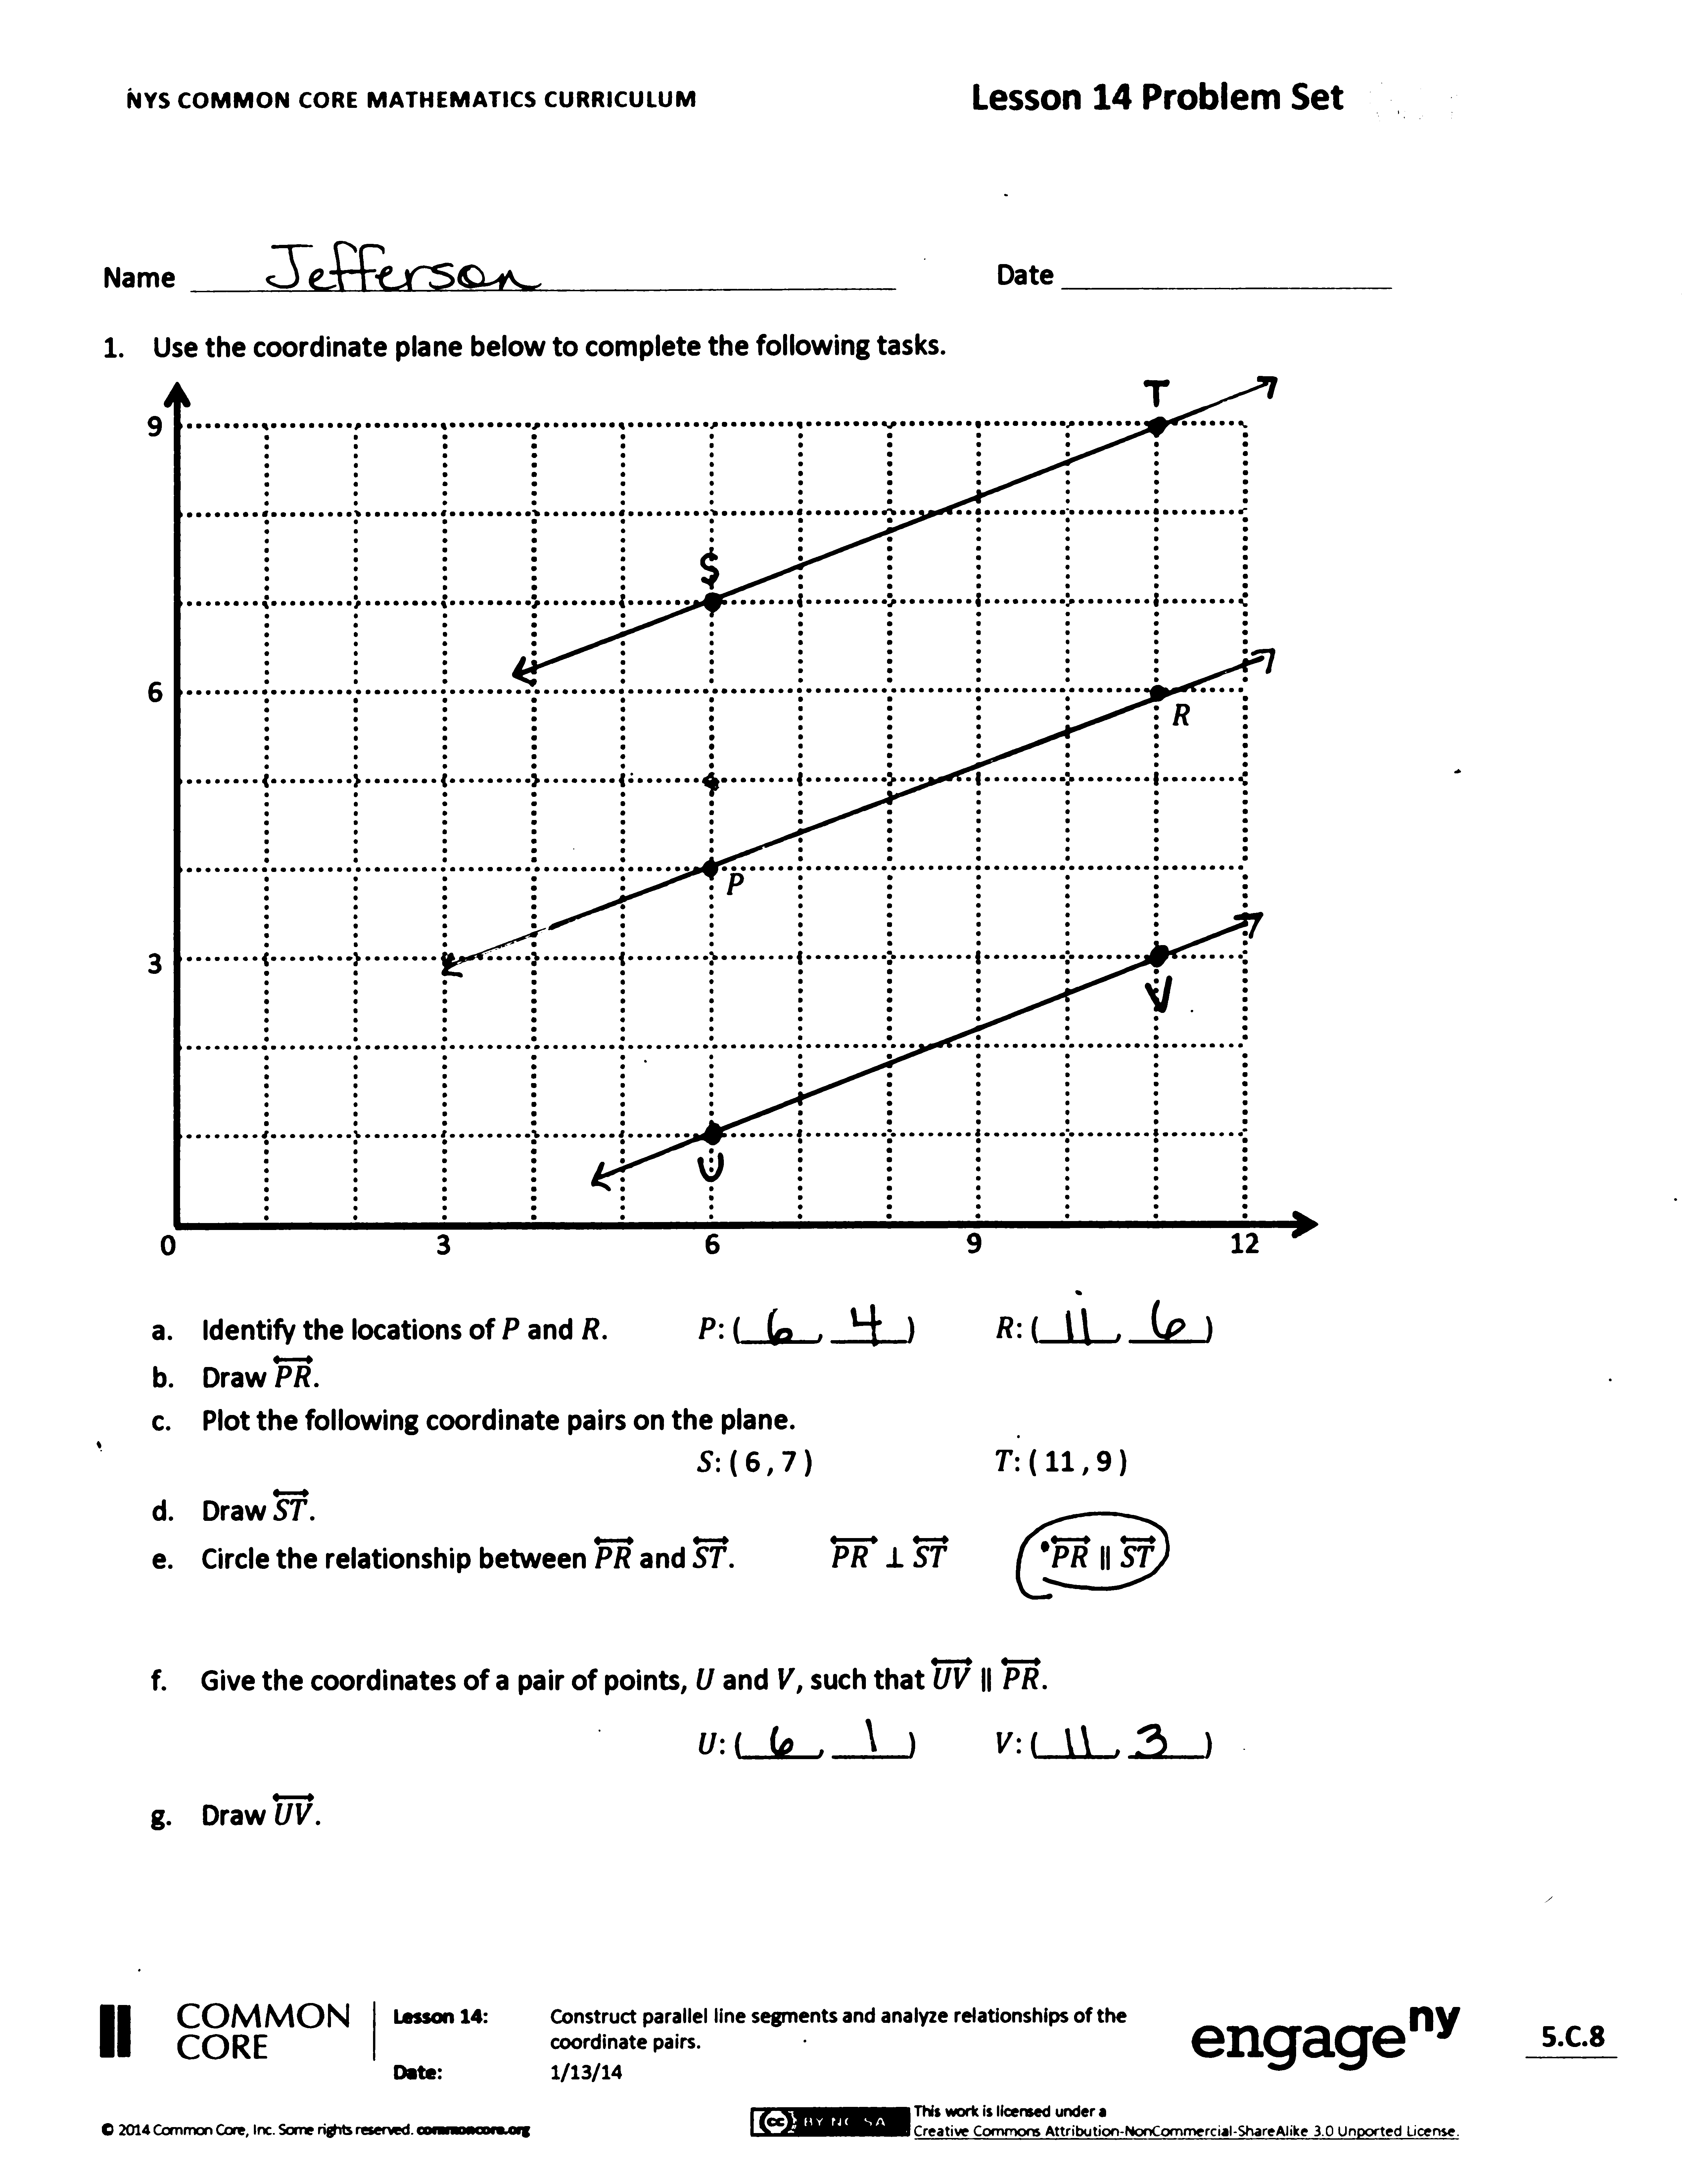 NYS COMMON CORE MATHEMATICS CURRICULUM Lesson 14 Problem Set
Name Jefferson Date
1. Use the coordinate plane below to complete the following tasks.
T
9
S
6
R
P
3
V
U
0 3 6 9 12
a. Identify the locations of P and R. P: ( 6 , 4 ) R: ( 11 , 6 )
b. Draw PR.
c. Plot the following coordinate pairs on the plane.
S: ( 6 , 7 ) T: ( 11 , 9 )
d. Draw ST.
e. Circle the relationship between PR and ST. PR ⊥ ST PR ∥ ST
f. Give the coordinates of a pair of points, U and V, such that UV ∥ PR.
U: ( 6 , 1 ) V: ( 11 , 3 )
g. Draw UV.
COMMON CORE
Lesson 14: Construct parallel line segments and analyze relationships of the
coordinate pairs.
Date: 1/13/14
engageny 5.C.8
© 2014 Common Core, Inc. Some rights reserved. commoncore.org
cc BY NC SA
This work is licensed under a
Creative Commons Attribution-NonCommercial-ShareAlike 3.0 Unported License.